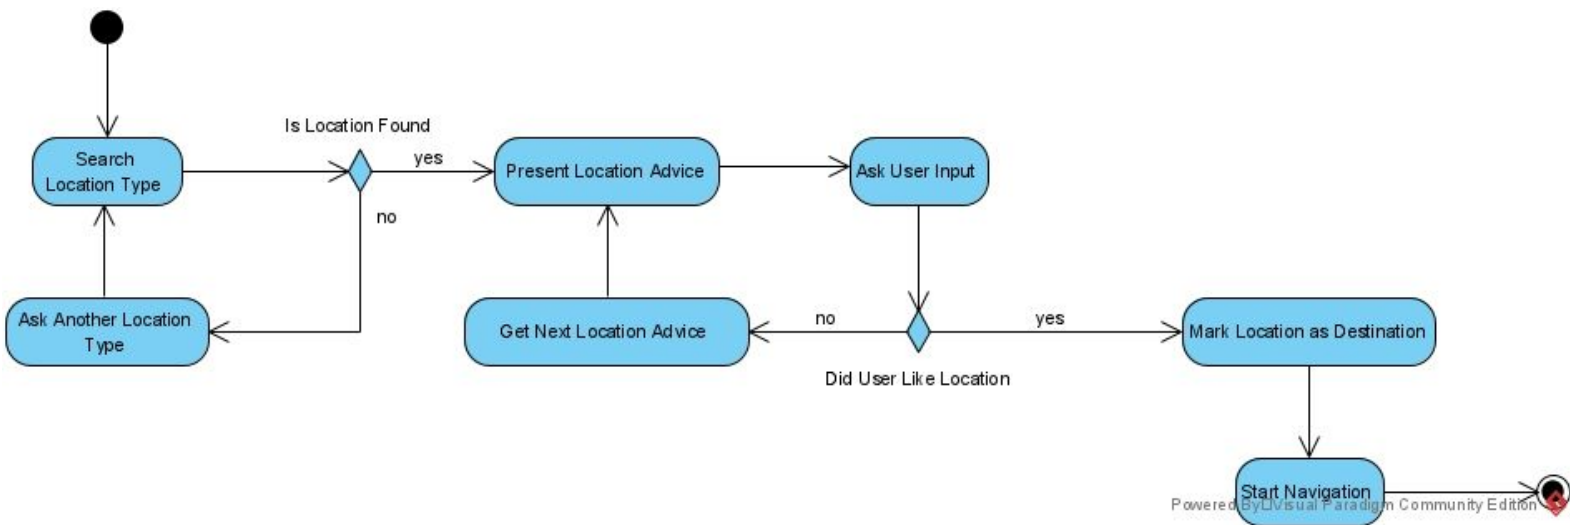 Is Location Found
Search
Location Type
yes
Present Location Advice
Ask User Input
no
Ask Another Location
Type
Get Next Location Advice
no
yes
Mark Location as Destination
Did User Like Location
Start Navigation
Powered By Visual Paradigm Community Edition